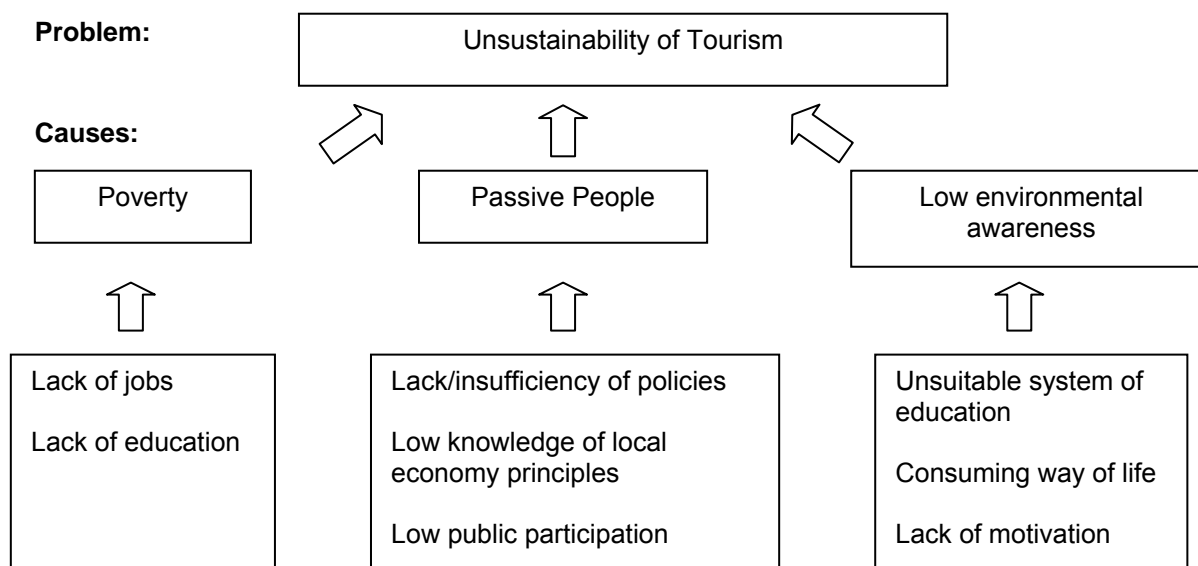 Problem:
Unsustainability of Tourism
Causes:
Poverty
Passive People
Low environmental
awareness
Lack of jobs
Lack of education
Lack/insufficiency of policies
Low knowledge of local
economy principles
Low public participation
Unsuitable system of
education
Consuming way of life
Lack of motivation